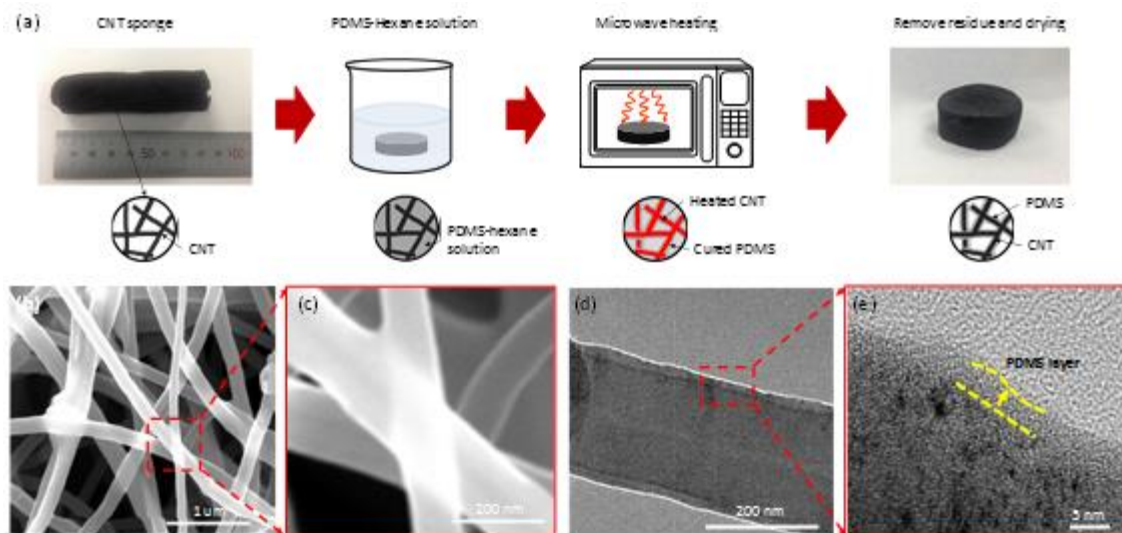 (a)
CNT sponge
PDMS-Hexane solution
Microwave heating
Remove residue and drying
50
100
CNT
PDMS-hexane
solution
Heated CNT
Cured PDMS
PDMS
CNT
(b)
(c)
(d)
(e)
PDMS layer
1 um
200 nm
200 nm
5 nm